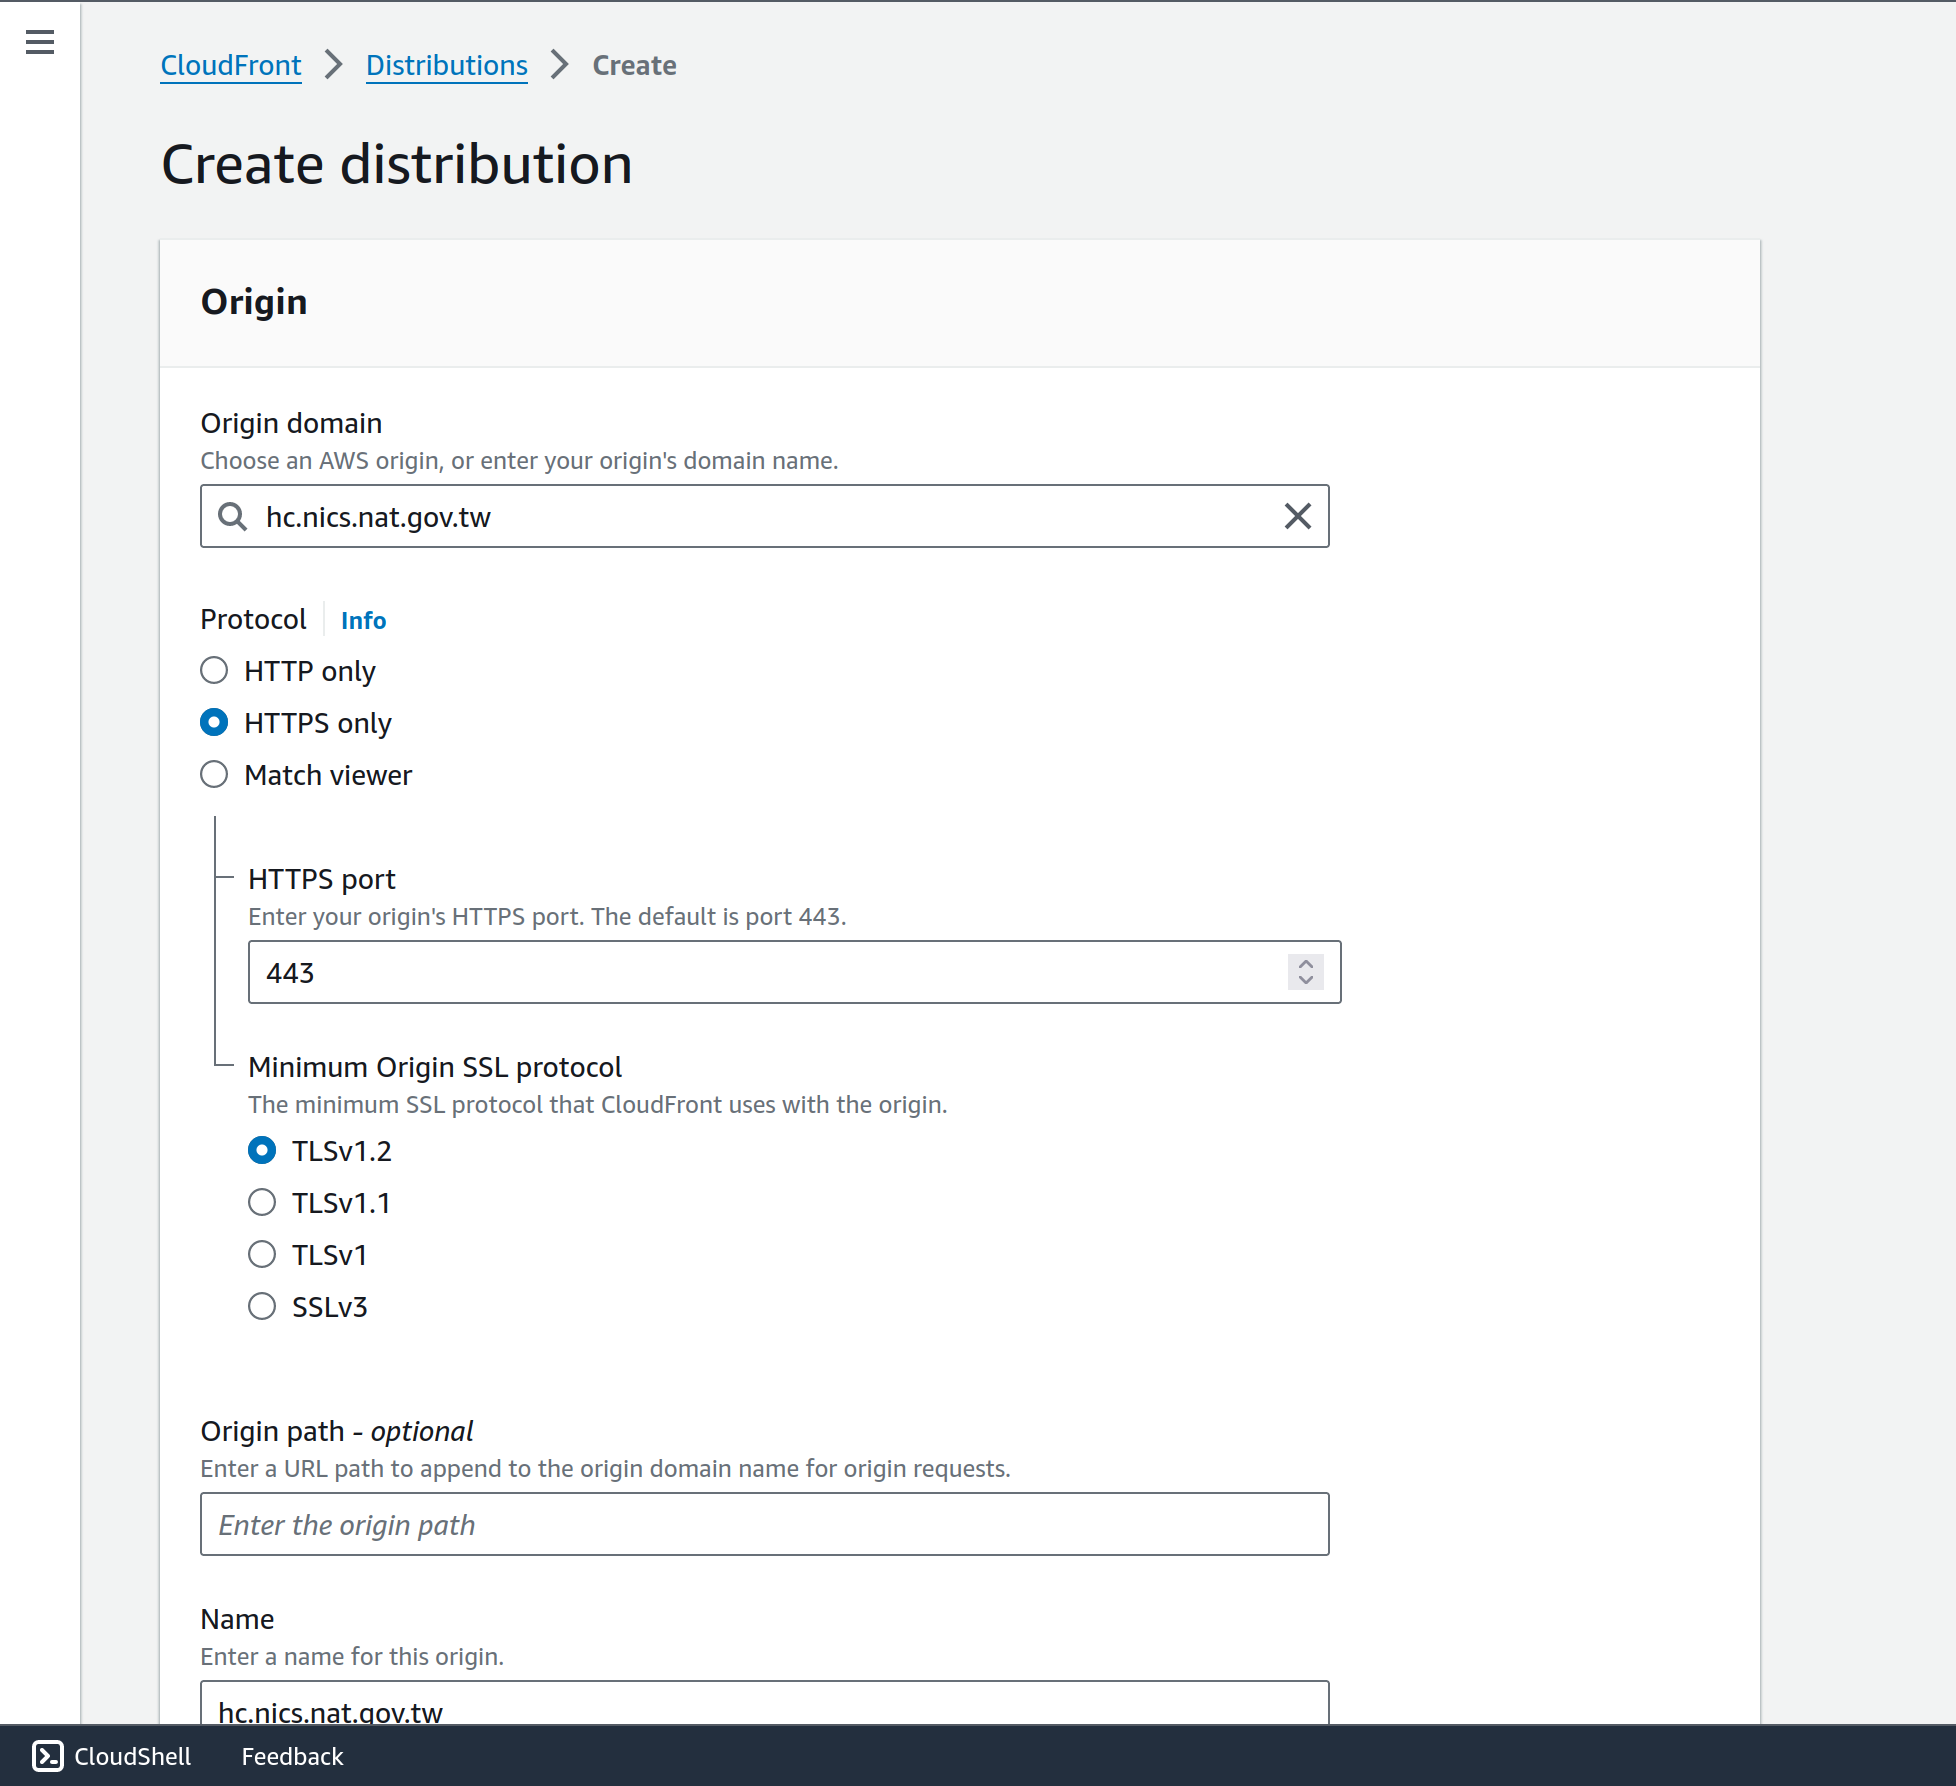 CloudFront > Distributions > Create
Create distribution
Origin
Origin domain
Choose an AWS origin, or enter your origin's domain name.
hc.nics.nat.gov.tw
Protocol Info
HTTP only
HTTPS only
Match viewer
HTTPS port
Enter your origin's HTTPS port. The default is port 443.
443
Minimum Origin SSL protocol
The minimum SSL protocol that CloudFront uses with the origin.
TLSv1.2
TLSv1.1
TLSv1
SSLv3
Origin path - optional
Enter a URL path to append to the origin domain name for origin requests.
Enter the origin path
Name
Enter a name for this origin.
hc.nics.nat.gov.tw
CloudShell Feedback